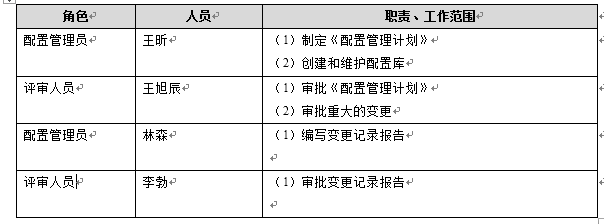 角色 人员 职责、工作范围
配置管理员 王昕 （1）制定《配置管理计划》
（2）创建和维护配置库
评审人员 王旭辰 （1）审批《配置管理计划》
（2）审批重大的变更
配置管理员 林森 （1）编写变更记录报告
评审人员 李勃 （1）审批变更记录报告